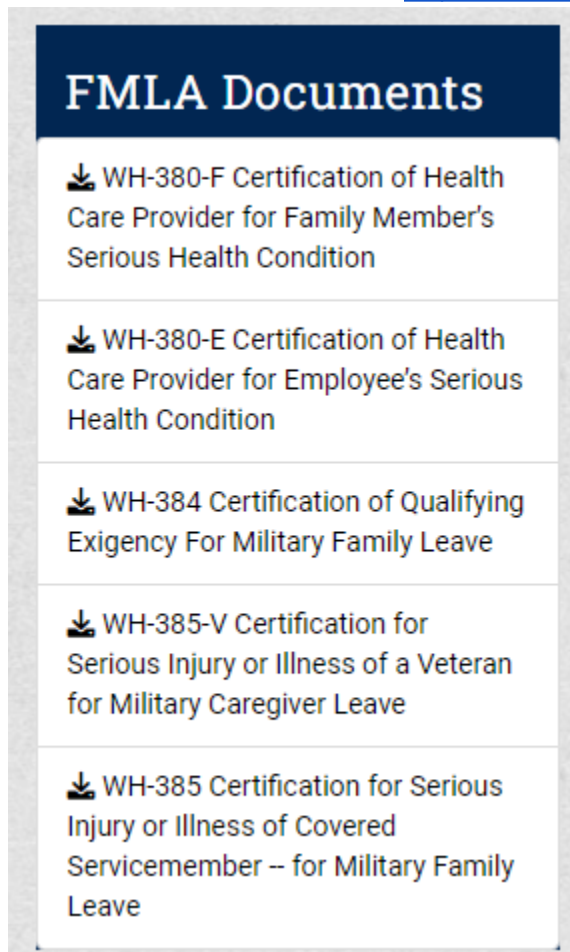 FMLA Documents
WH-380-F Certification of Health
Care Provider for Family Member’s
Serious Health Condition
WH-380-E Certification of Health
Care Provider for Employee’s Serious
Health Condition
WH-384 Certification of Qualifying
Exigency For Military Family Leave
WH-385-V Certification for
Serious Injury or Illness of a Veteran
for Military Caregiver Leave
WH-385 Certification for Serious
Injury or Illness of Covered
Servicemember -- for Military Family
Leave